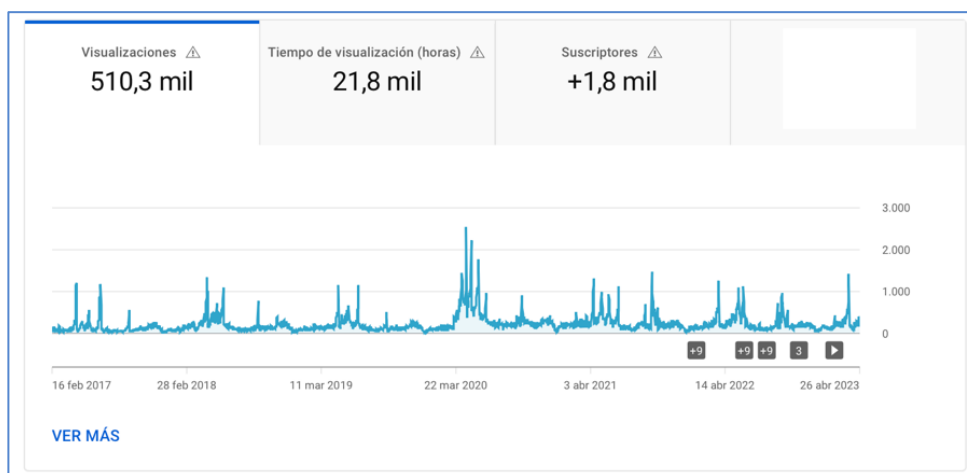 Visualizaciones
510,3 mil
Tiempo de visualización (horas)
21,8 mil
Suscriptores
+1,8 mil
3.000
2.000
1.000
0
+9
+9
+9
3
16 feb 2017
28 feb 2018
11 mar 2019
22 mar 2020
3 abr 2021
14 abr 2022
26 abr 2023
VER MÁS